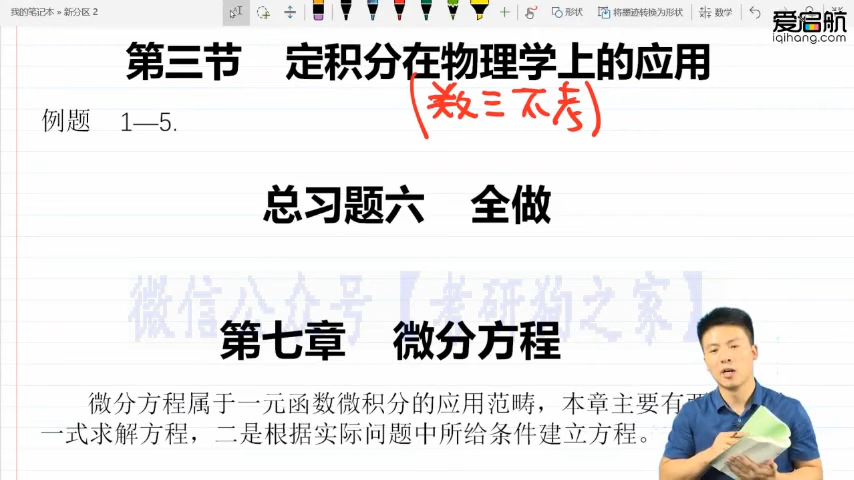 我的笔记本 » 新分区 2
形状
将墨迹转换为形状
数学
爱启航
iqihang.com
第三节 定积分在物理学上的应用
(数三不考)
例题 1—5.
总习题六 全做
微信公众号【考研狗之家】
第七章 微分方程
微分方程属于一元函数微积分的应用范畴，本章主要有
一式求解方程，二是根据实际问题中所给条件建立方程。